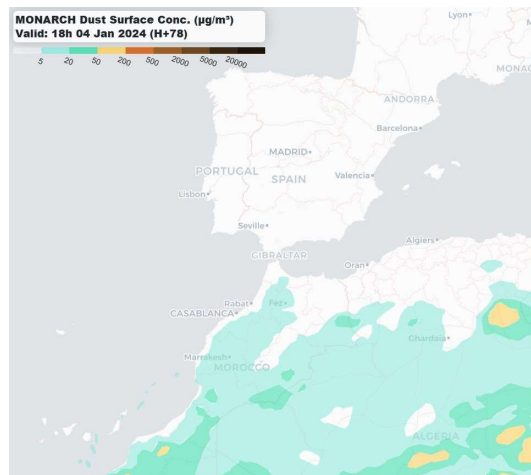 MONARCH Dust Surface Conc. (µg/m³)
Valid: 18h 04 Jan 2024 (H+78)
5 20 50 200 500 2000 5000 20000
Lyon
MONAC
ANDORRA
Barcelona
MADRID
PORTUGAL
SPAIN
Valencia
Lisbon
Seville
GIBRALTAR
Algiers
Oran
Rabat
Fez
CASABLANCA
Ghardaia
Marrakesh
MOROCCO
ALGERIA